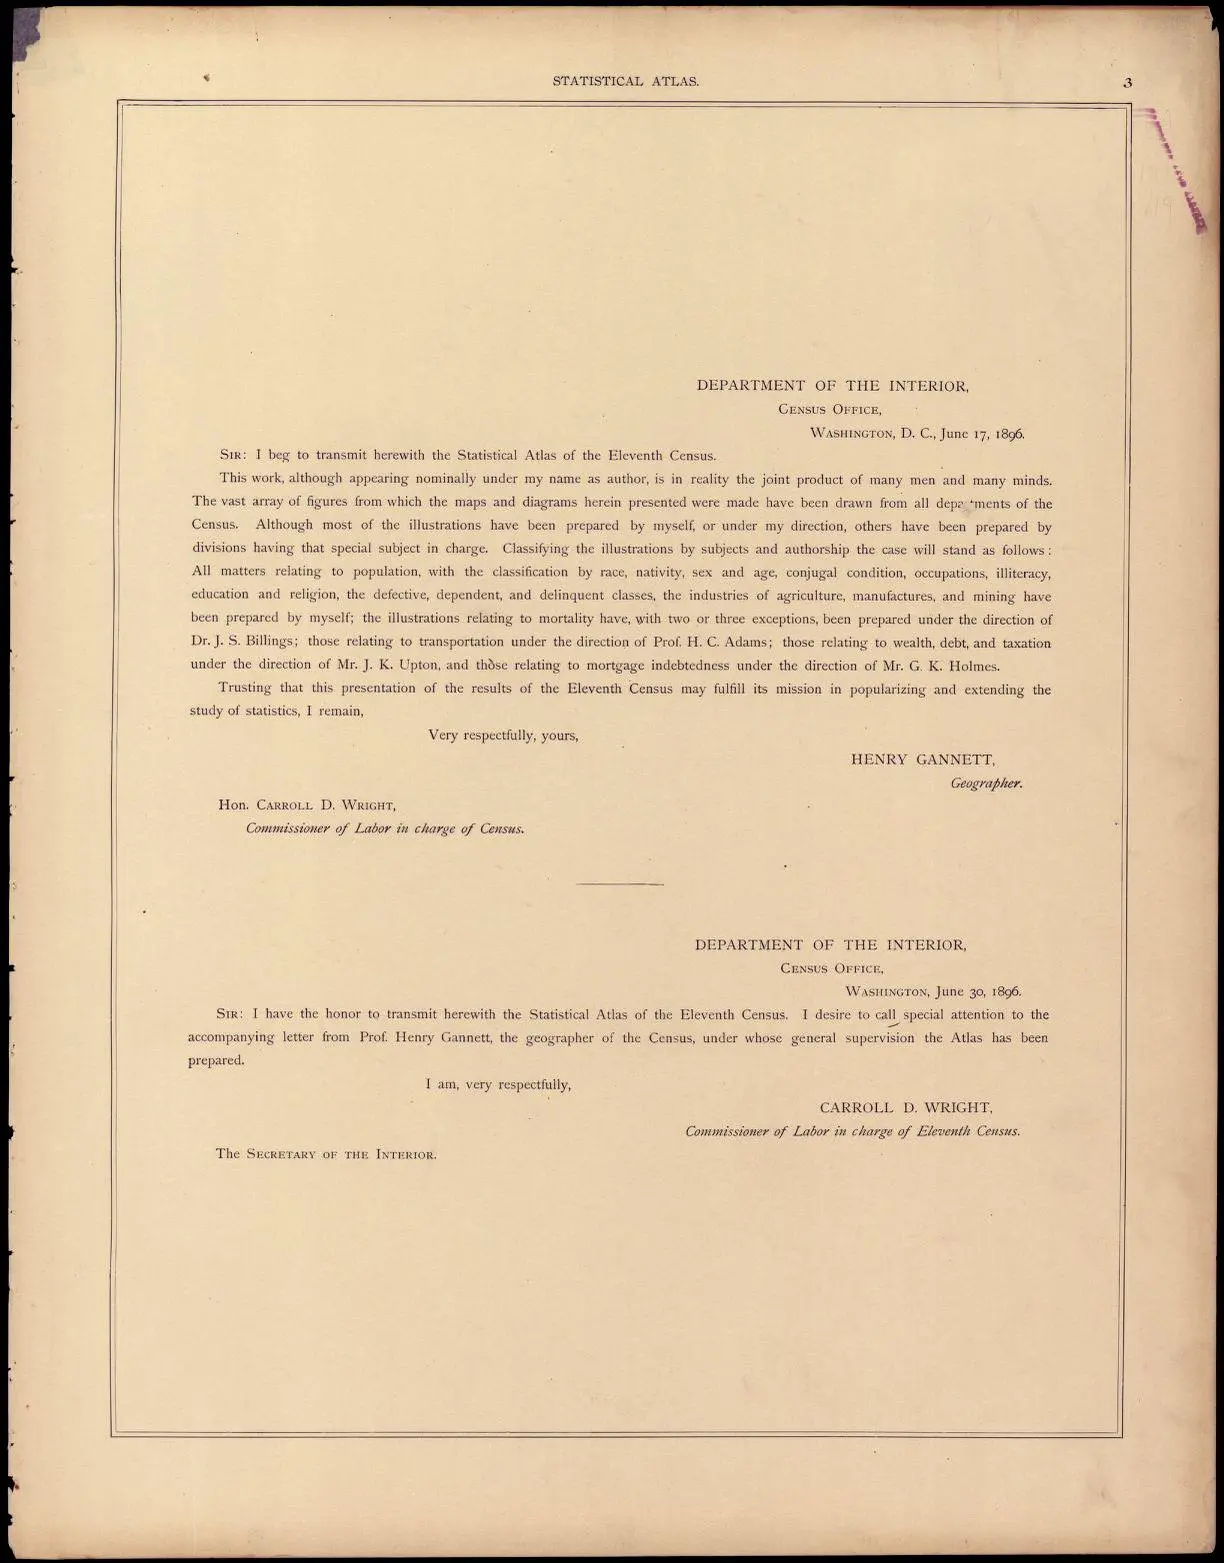 STATISTICAL ATLAS.
3
DEPARTMENT OF THE INTERIOR,
CENSUS OFFICE,
WASHINGTON, D. C., June 17, 1896.
SIR: I beg to transmit herewith the Statistical Atlas of the Eleventh Census.
This work, although appearing nominally under my name as author, is in reality the joint product of many men and many minds.
The vast array of figures from which the maps and diagrams herein presented were made have been drawn from all of the
Census. Although most of the illustrations have been prepared by myself, or under my direction, others have been prepared by
divisions having that special subject in charge. Classifying the illustrations by subjects and authorship the case will stand as follows:
All matters relating to population, with the classification by race, nativity, sex and age, conjugal condition, occupations, illiteracy,
education and religion, the defective, dependent, and delinquent classes, the industries of agriculture, manufactures, and mining have
been prepared by myself; the illustrations relating to mortality have, with two or three exceptions, been prepared under the direction of
Dr. J. S. Billings; those relating to transportation under the direction of Prof. H. C. Adams; those relating to wealth, debt, and taxation
under the direction of Mr. J. K. Upton, and those relating to mortgage indebtedness under the direction of Mr. G. K. Holmes.
Trusting that this presentation of the results of the Eleventh Census may fulfill its mission in popularizing and extending the
study of statistics, I remain,
Very respectfully, yours,
HENRY GANNETT,
Geographer.
Hon. CARROLL D. WRIGHT,
Commissioner of Labor in charge of Census.
DEPARTMENT OF THE INTERIOR,
CENSUS OFFICE,
WASHINGTON, June 30, 1896.
SIR: I have the honor to transmit herewith the Statistical Atlas of the Eleventh Census. I desire to call special attention to the
accompanying letter from Prof. Henry Gannett, the geographer of the Census, under whose general supervision the Atlas has been
prepared.
I am, very respectfully,
CARROLL D. WRIGHT,
Commissioner of Labor in charge of Eleventh Census.
The SECRETARY OF THE INTERIOR.